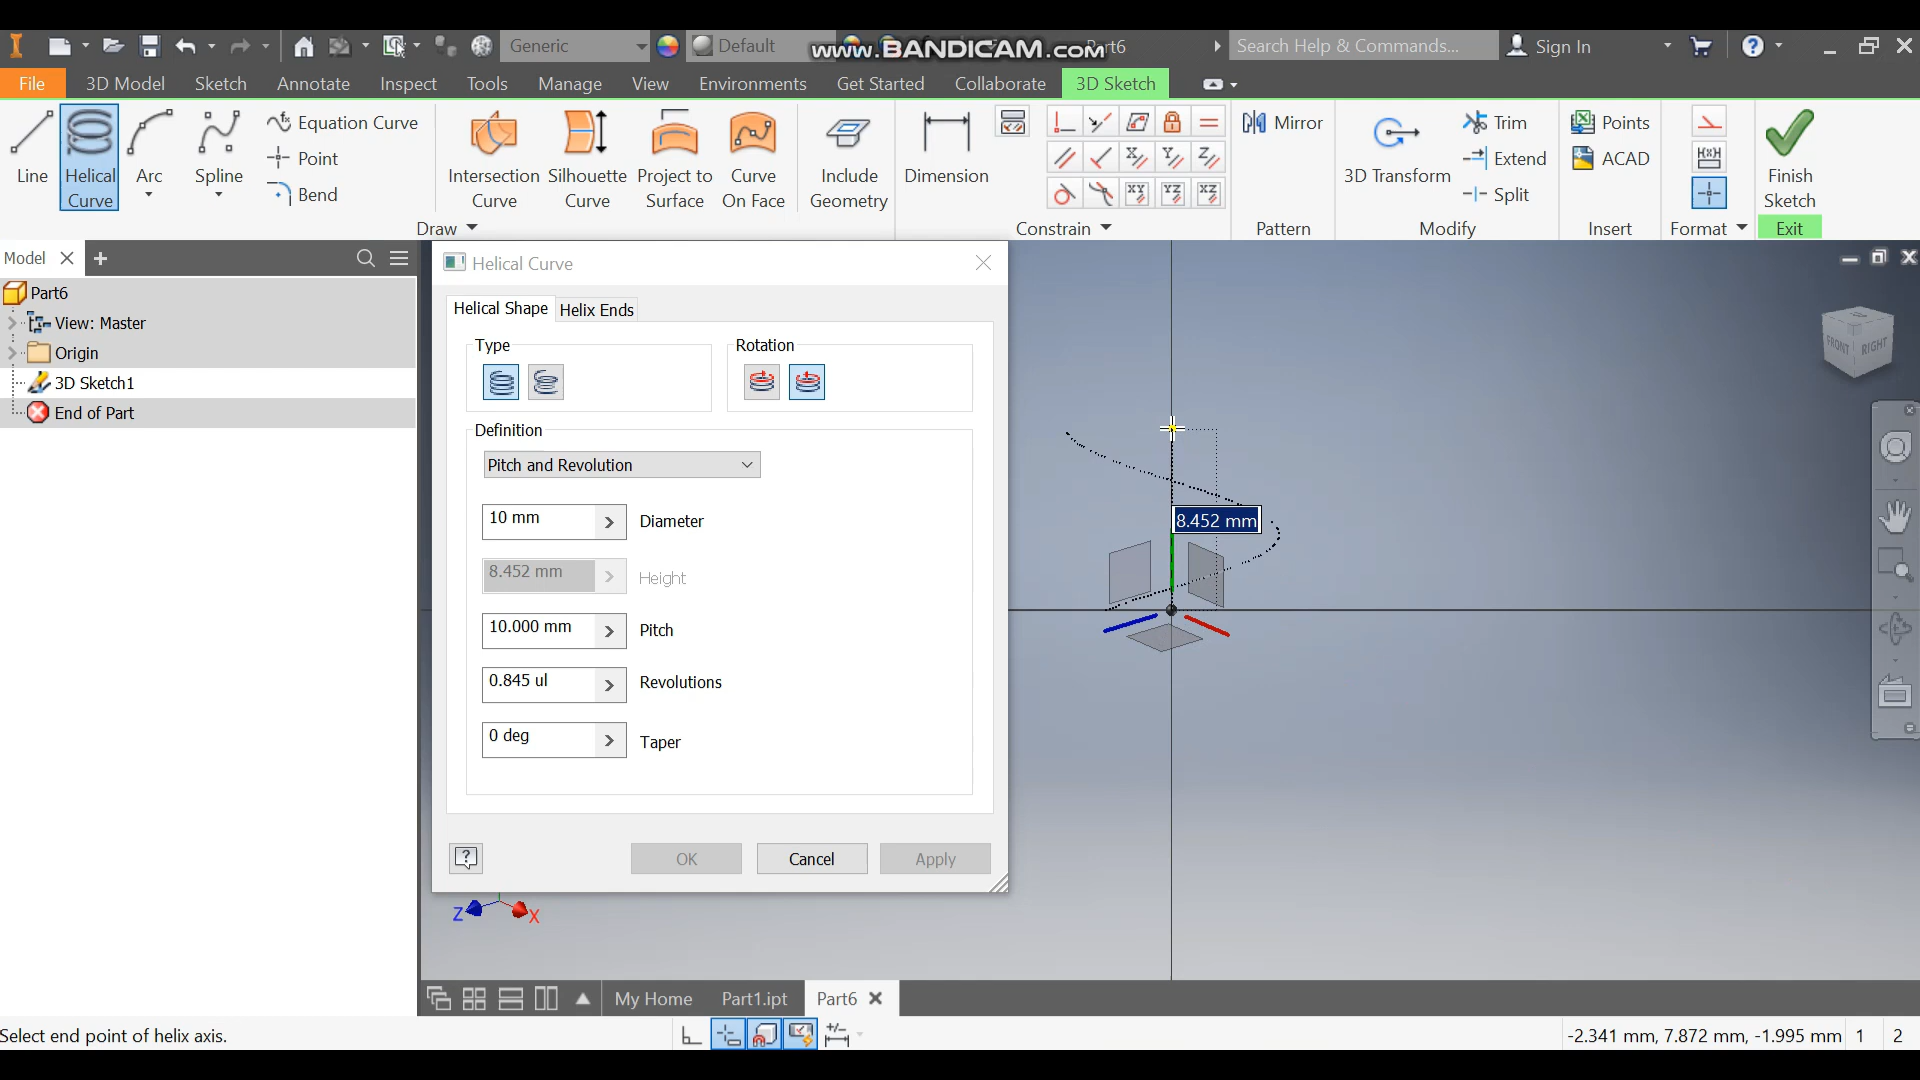 Generic
Default
www.BANDICAM.com
Part6
Search Help & Commands...
Sign In
File
3D Model
Sketch
Annotate
Inspect
Tools
Manage
View
Environments
Get Started
Collaborate
3D Sketch
Line
Helical
Curve
Arc
Spline
Equation Curve
Point
Bend
Intersection
Curve
Silhouette
Curve
Project to
Surface
Curve
On Face
Include
Geometry
Dimension
Mirror
3D Transform
Trim
Extend
Split
Points
ACAD
Finish
Sketch
Draw
Constrain
Pattern
Modify
Insert
Format
Exit
Model
Part6
View: Master
Origin
3D Sketch1
End of Part
Helical Curve
Helical Shape
Helix Ends
Type
Rotation
Definition
Pitch and Revolution
10 mm
Diameter
8.452 mm
Height
10.000 mm
Pitch
0.845 ul
Revolutions
0 deg
Taper
OK
Cancel
Apply
8.452 mm
FRONT
RIGHT
Z
X
My Home
Part1.ipt
Part6
Select end point of helix axis.
-2.341 mm, 7.872 mm, -1.995 mm
1
2